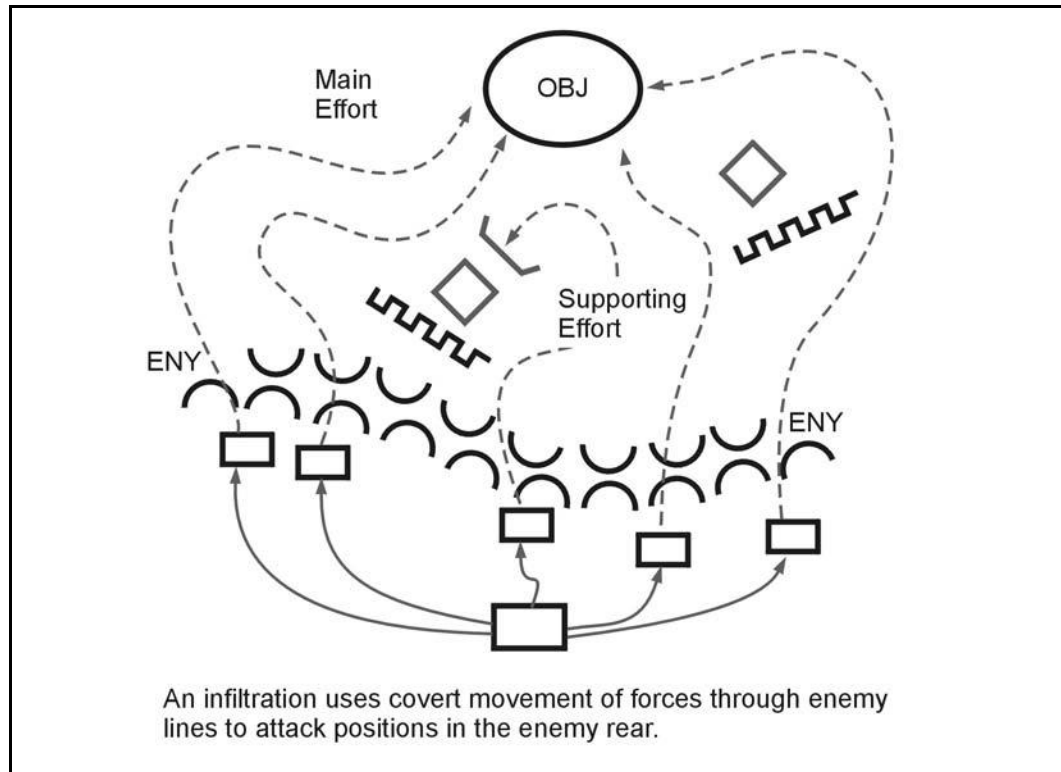 Main
Effort
OBJ
Supporting
Effort
ENY
ENY
An infiltration uses covert movement of forces through enemy
lines to attack positions in the enemy rear.